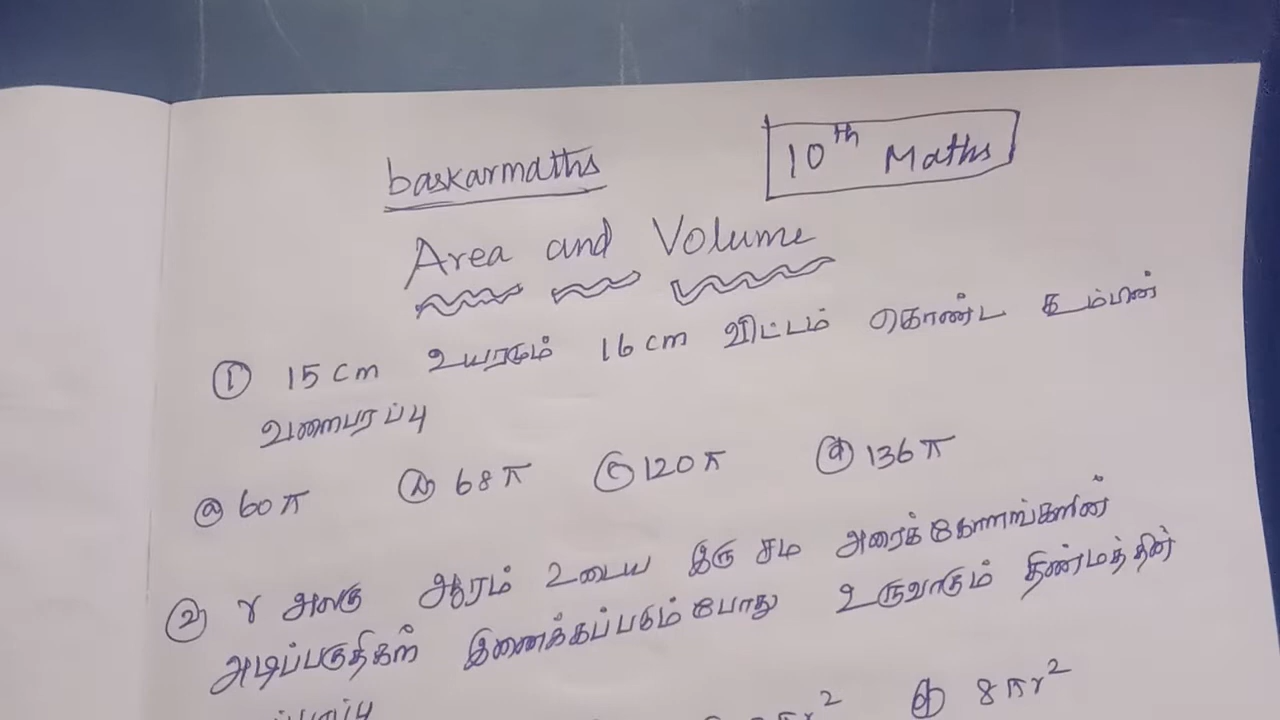 baskarmaths
10th Maths
Area and Volume
① 15 cm உயரமும் 16 cm விட்டம் கொண்ட கூம்பின்
வளைபரப்பு
ⓐ 60π ⓑ 68π ⓒ 120π ⓓ 136π
② r அலகு ஆரம் உடைய இரு சம அரைக்கோளங்களின்
அடிப்பகுதிகள் இணைக்கப்படும்போது உருவாகும் திண்மத்தின்
πr² ⓓ 8πr²